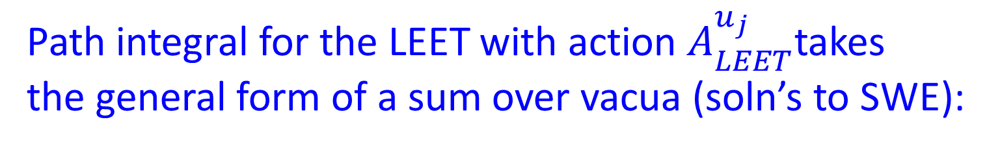 Path integral for the LEET with action $A_{LEET}^{u_j}$ takes
the general form of a sum over vacua (soln's to SWE):